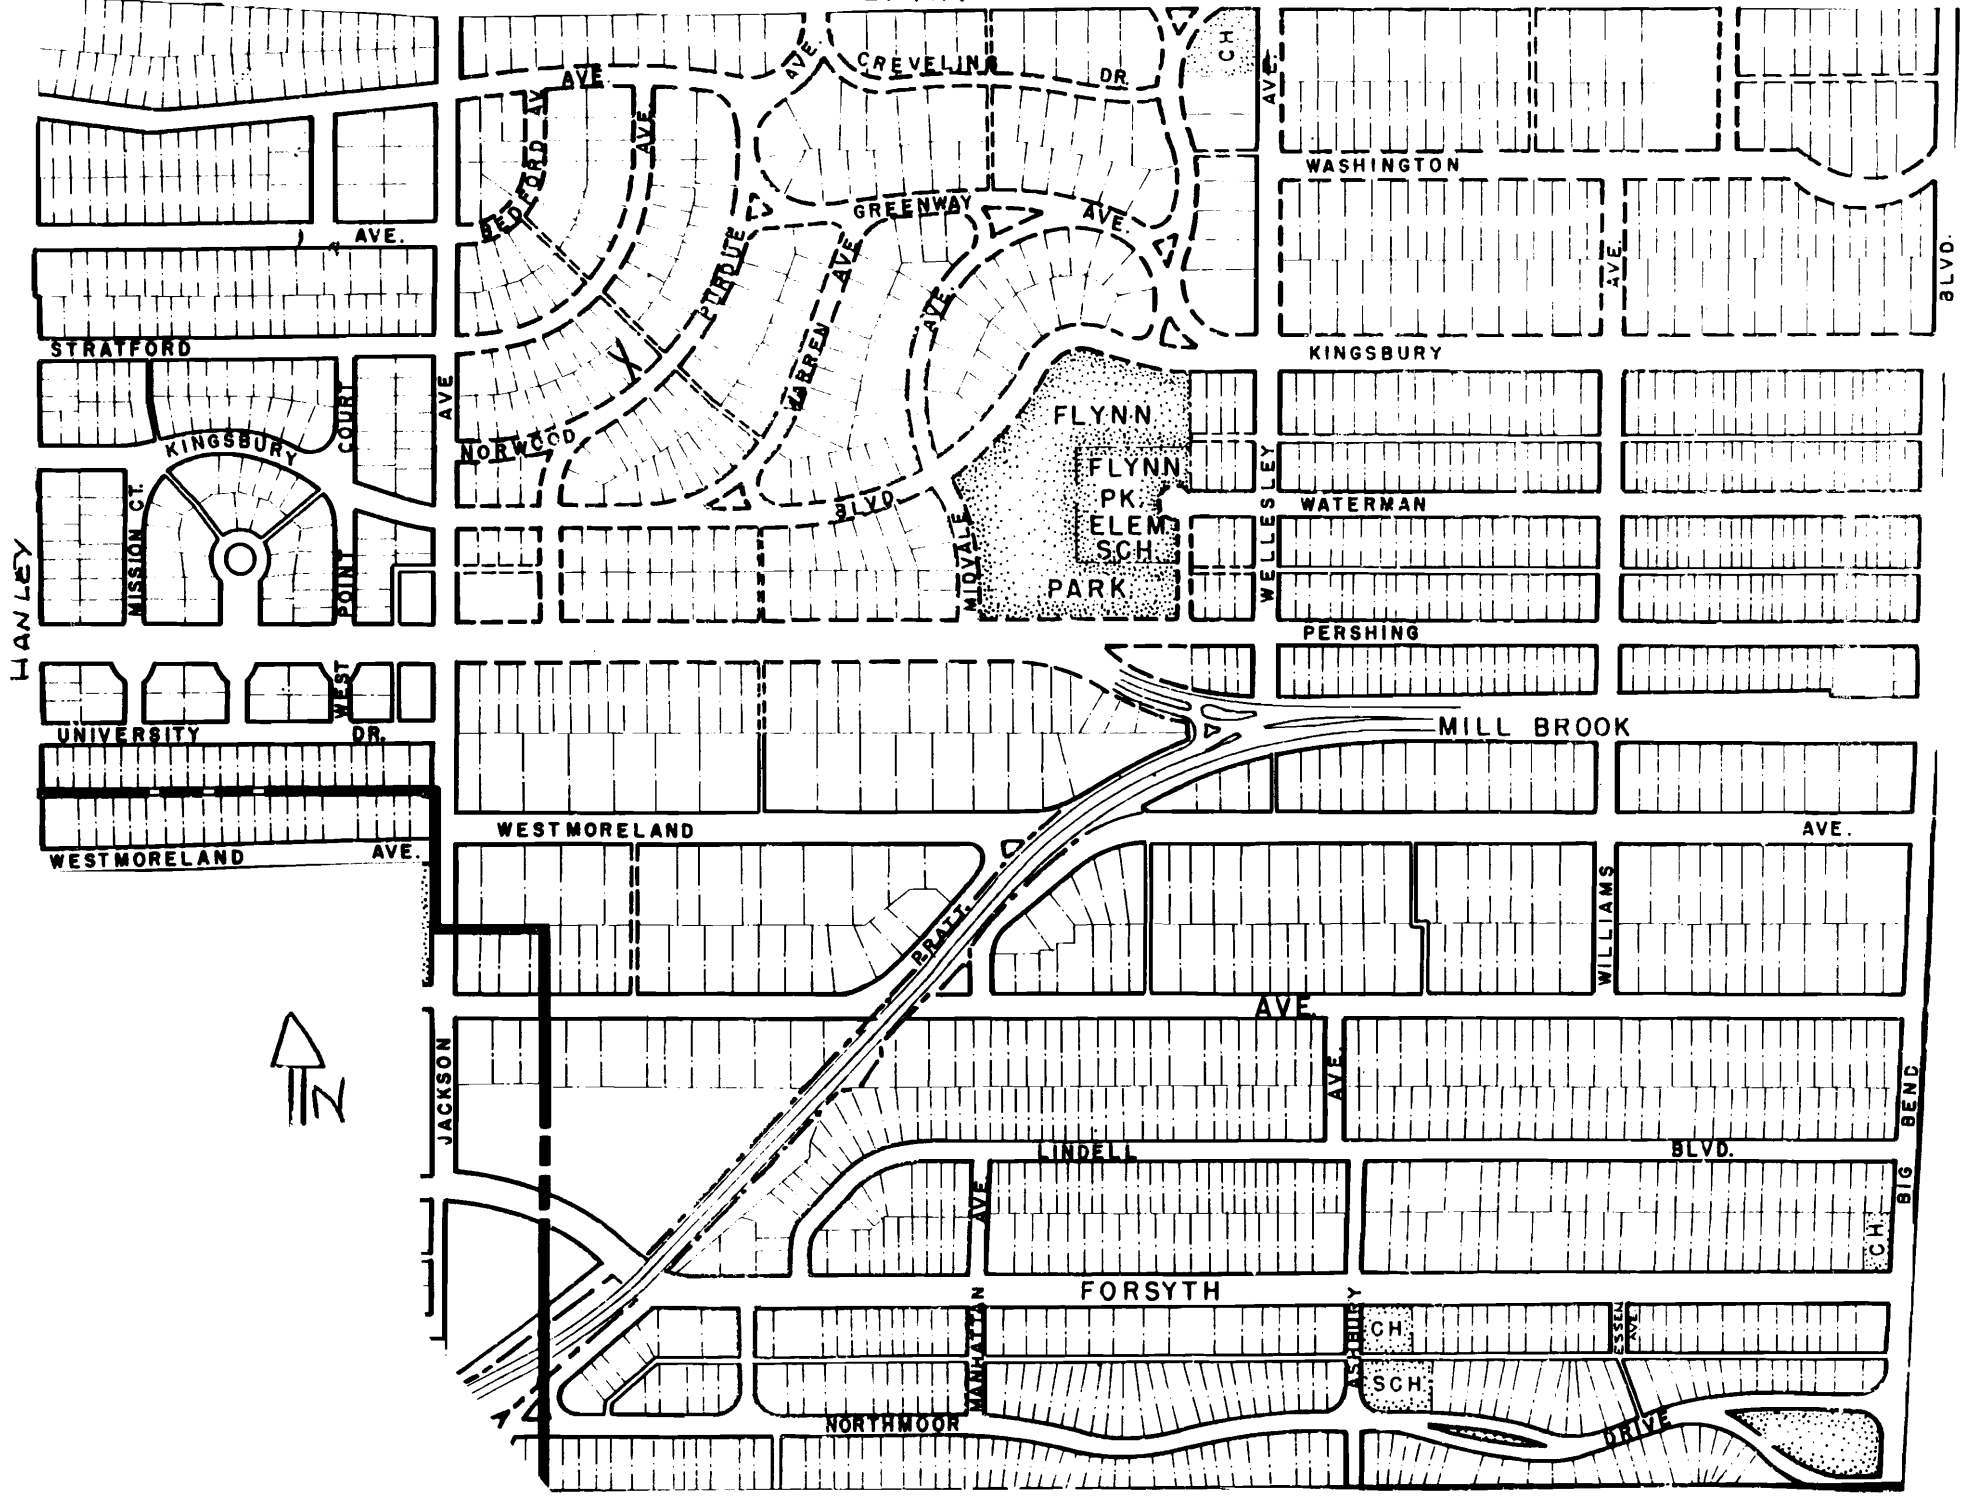 CH
AVE.
CREVELING
DR.
AVE.
AVE.
BEDFORD AV.
AVE.
WASHINGTON
GREENWAY
AVE.
AVE.
PURDUE
WARREN AVE.
AVE.
AVE.
BLVD.
STRATFORD
KINGSBURY
COURT
AVE
FLYNN
KINGSBURY
NORWOOD
FLYNN
PK.
ELEM
SCH.
PARK
WELLESLEY
WATERMAN
BLVD.
MISSION CT.
MIDVALE
HANLEY
POINT
PERSHING
WEST
UNIVERSITY
DR.
MILL BROOK
WESTMORELAND
AVE.
WESTMORELAND
AVE.
WILLIAMS
PRATT.
AVE.
N
JACKSON
AVE.
BIG BEND
LINDELL
BLVD.
AVE.
CH.
FORSYTH
MANHATTAN
ASHBURY
CH.
ESSEN
AVE.
SCH.
NORTHMOOR
DRIVE